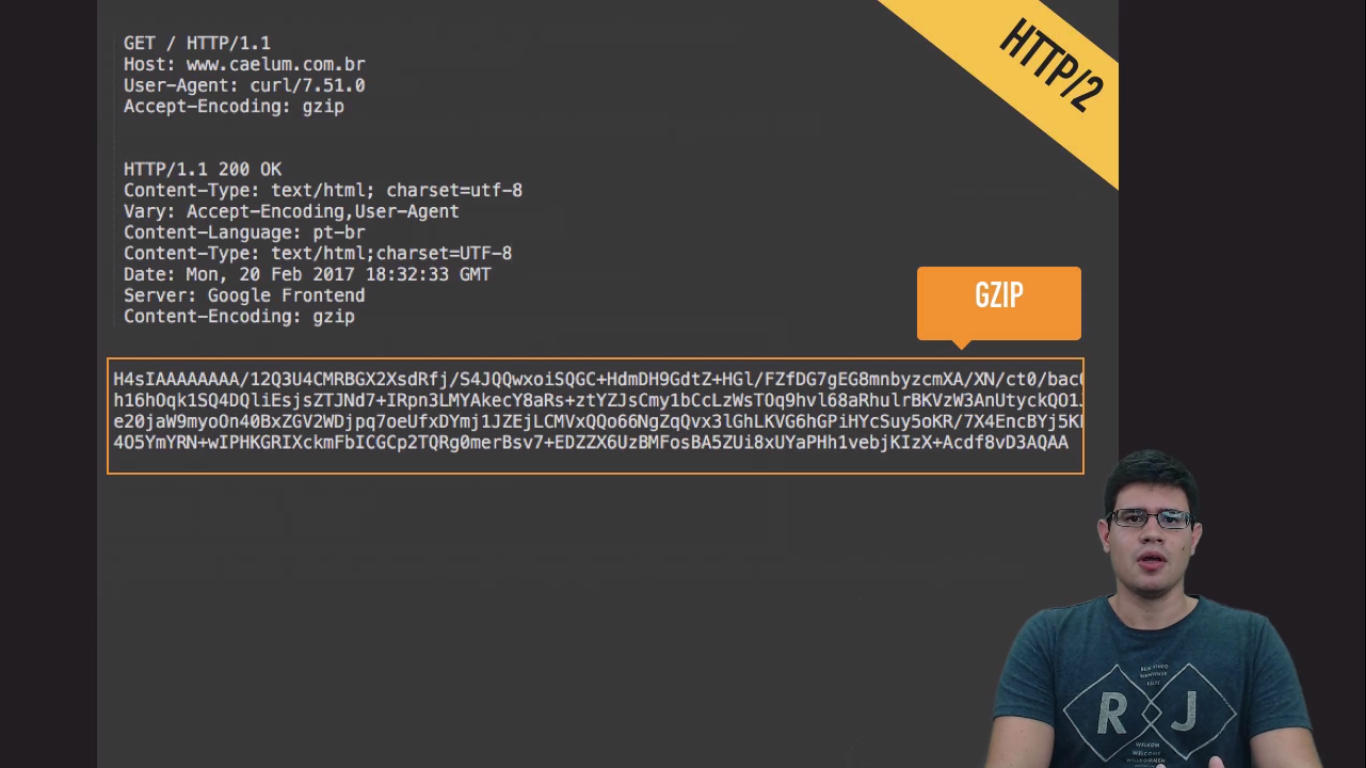 GET / HTTP/1.1
Host: www.caelum.com.br
User-Agent: curl/7.51.0
Accept-Encoding: gzip
HTTP/2
HTTP/1.1 200 OK
Content-Type: text/html; charset=utf-8
Vary: Accept-Encoding,User-Agent
Content-Language: pt-br
Content-Type: text/html;charset=UTF-8
Date: Mon, 20 Feb 2017 18:32:33 GMT
Server: Google Frontend
Content-Encoding: gzip
GZIP
H4sIAAAAAAAA/12Q3U4CMRBGX2XsdRfj/S4JQQwxoiSQGC+HdmDH9GdtZ+HGl/FZfDG7gEG8mnbyzcmXA/XN/ct0/bac
h16hOqk1SQ4DQliEsjsZTJNd7+IRpn3LMYAkecY8aRs+ztYZJsCmy1bCcLzWsTOq9hvl68aRhulrBKVzW3AnUtyckQO1J
e20jaW9myoOn40BxZGV2WDjpq7oeUfxDYmj1JZEjLCMVxQQo66NgZqQvx3lGhLKVG6hGPiHYcSuy5oKR/7X4EncBYj5K
4O5YmYRN+wIPHKGRIXckmFbICGCp2TQRg0merBsv7+EDZZX6UzBMFosBA5ZUi8xUYaPHh1vebjKIzX+Acdf8vD3AQAA
R J
WELKOM
WELCOME